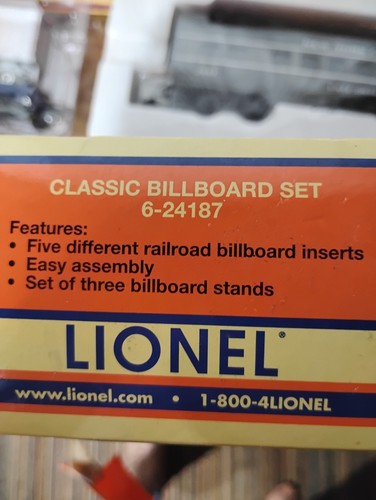 CLASSIC BILLBOARD SET
6-24187
Features:
• Five different railroad billboard inserts
• Easy assembly
• Set of three billboard stands
LIONEL®
www.lionel.com • 1-800-4LIONEL